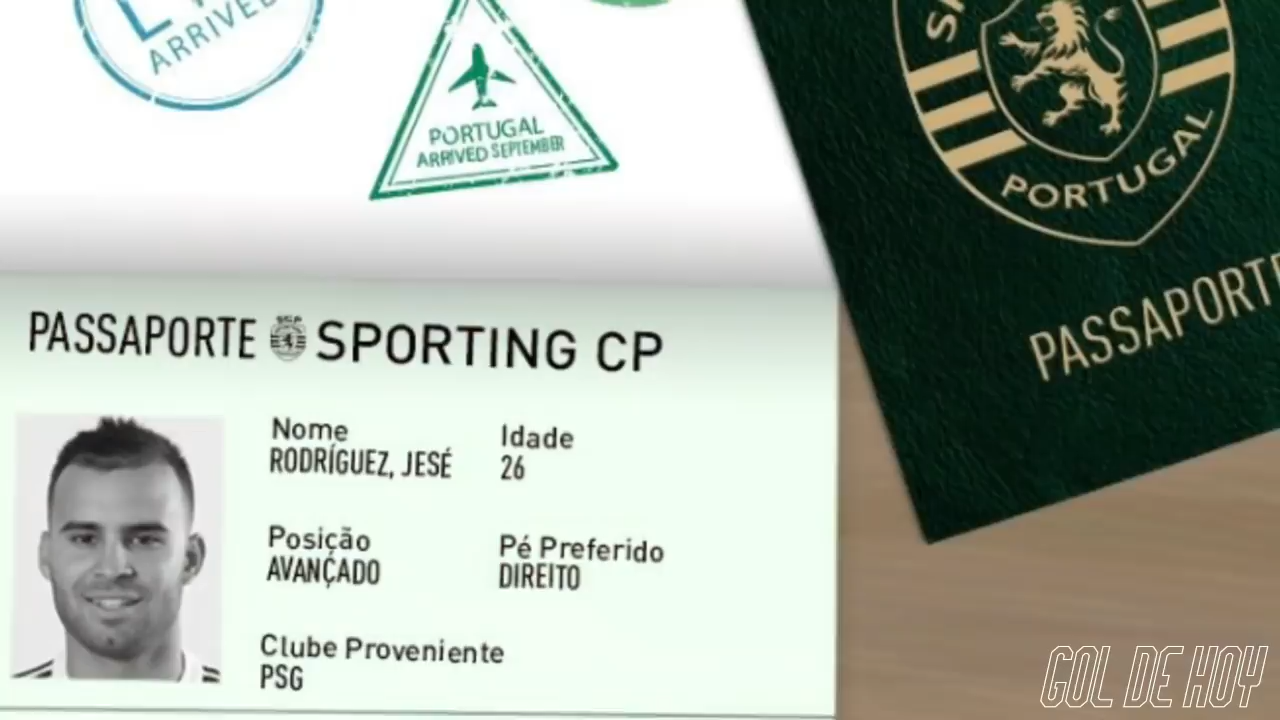 ARRIVED
PORTUGAL
ARRIVED SEPTEMBER
PORTUGAL
PASSAPORTE
PASSAPORTE SPORTING CP
Nome
RODRÍGUEZ, JESÉ
Idade
26
Posição
AVANÇADO
Pé Preferido
DIREITO
Clube Proveniente
PSG
GOL DE HOY